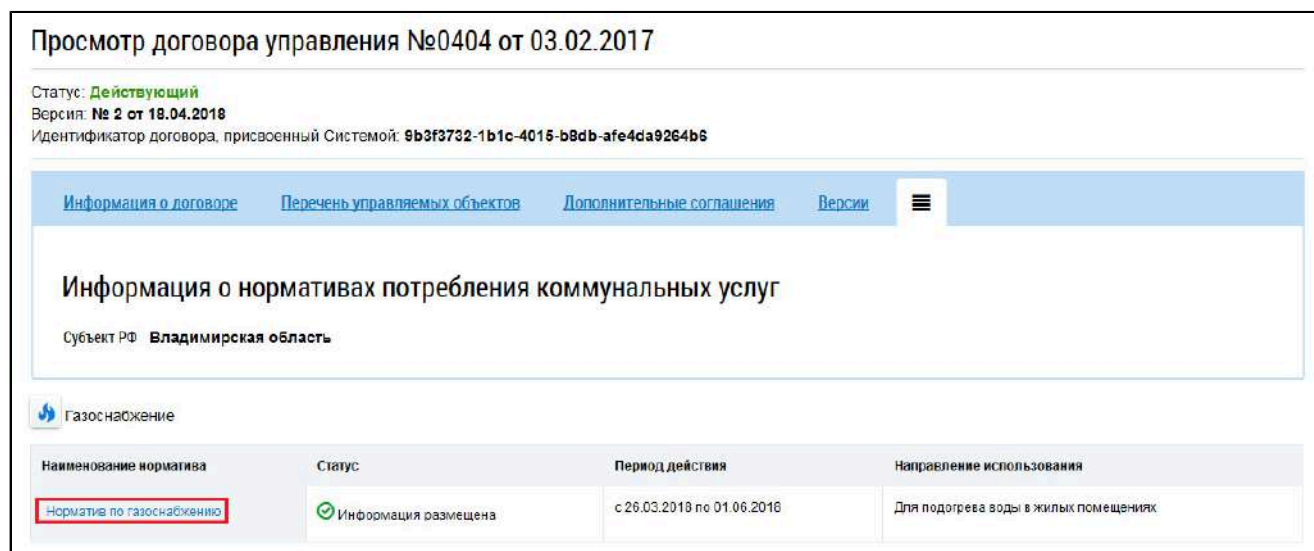 Просмотр договора управления №0404 от 03.02.2017
Статус: Действующий
Версия: № 2 от 18.04.2018
Идентификатор договора, присвоенный Системой: 9b3f3732-1b1c-4015-b8db-afe4da9264b6
Информация о договоре Перечень управляемых объектов Дополнительные соглашения Версии
Информация о нормативах потребления коммунальных услуг
Субъект РФ Владимирская область
Газоснабжение
Наименование норматива Статус Период действия Направление использования
Норматив по газоснабжению Информация размещена с 26.03.2018 по 01.06.2018 Для подогрева воды в жилых помещениях